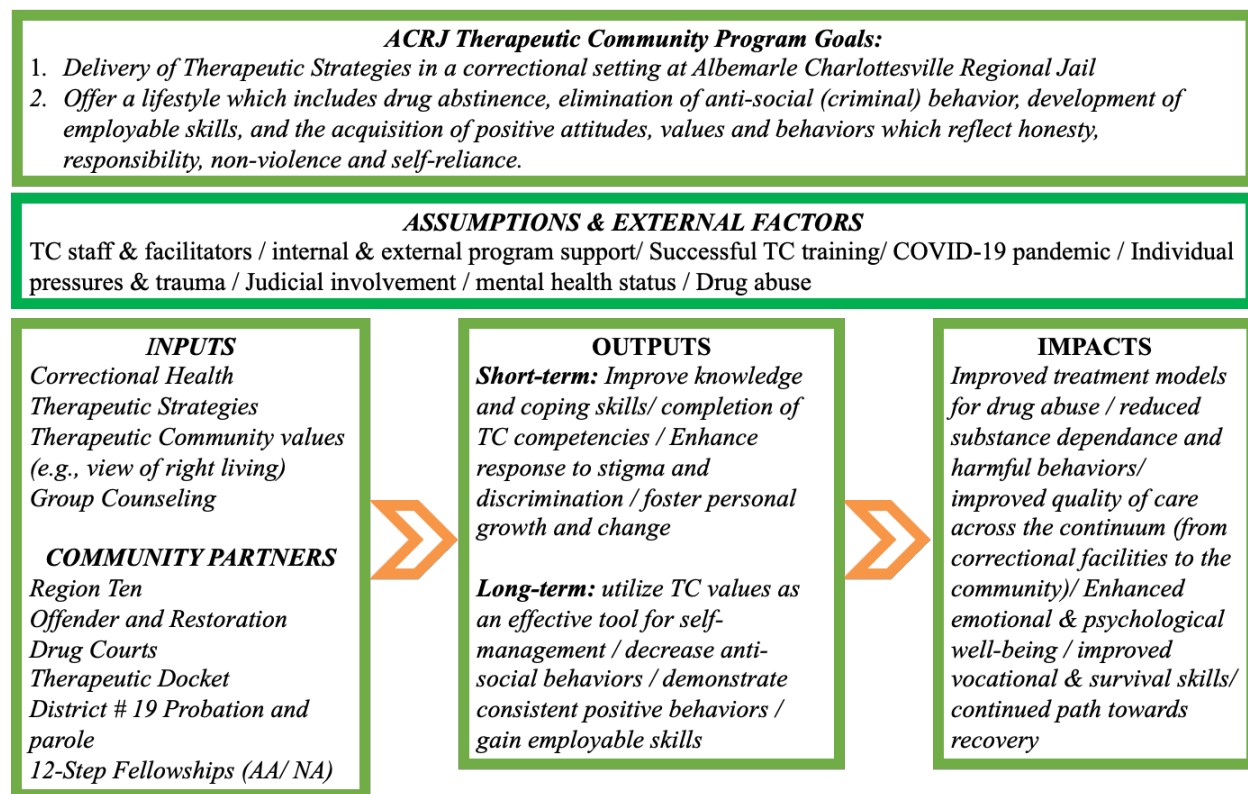 ACRJ Therapeutic Community Program Goals:
1. Delivery of Therapeutic Strategies in a correctional setting at Albemarle Charlottesville Regional Jail
2. Offer a lifestyle which includes drug abstinence, elimination of anti-social (criminal) behavior, development of
employable skills, and the acquisition of positive attitudes, values and behaviors which reflect honesty,
responsibility, non-violence and self-reliance.
ASSUMPTIONS & EXTERNAL FACTORS
TC staff & facilitators / internal & external program support/ Successful TC training/ COVID-19 pandemic / Individual
pressures & trauma / Judicial involvement / mental health status / Drug abuse
INPUTS
Correctional Health
Therapeutic Strategies
Therapeutic Community values
(e.g., view of right living)
Group Counseling
COMMUNITY PARTNERS
Region Ten
Offender and Restoration
Drug Courts
Therapeutic Docket
District # 19 Probation and
parole
12-Step Fellowships (AA/ NA)
OUTPUTS
Short-term: Improve knowledge
and coping skills/ completion of
TC competencies / Enhance
response to stigma and
discrimination / foster personal
growth and change
Long-term: utilize TC values as
an effective tool for self-
management / decrease anti-
social behaviors / demonstrate
consistent positive behaviors /
gain employable skills
IMPACTS
Improved treatment models
for drug abuse / reduced
substance dependance and
harmful behaviors/
improved quality of care
across the continuum (from
correctional facilities to the
community)/ Enhanced
emotional & psychological
well-being / improved
vocational & survival skills/
continued path towards
recovery